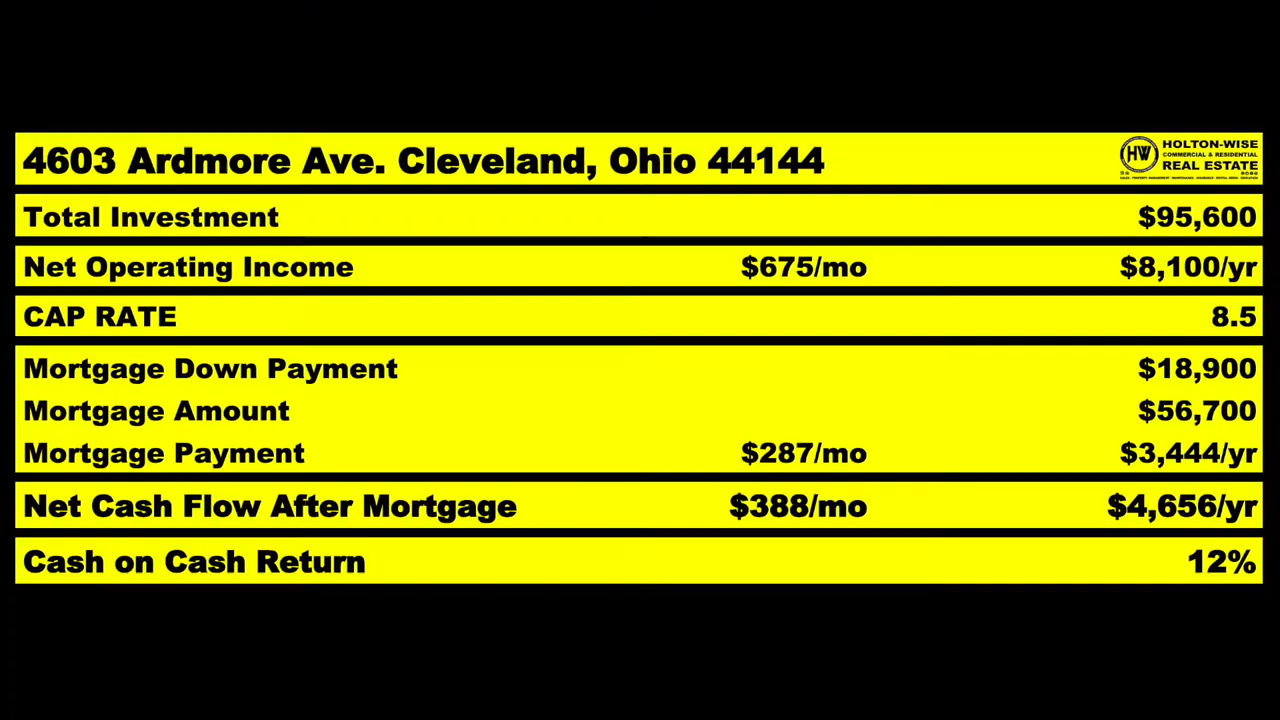 4603 Ardmore Ave. Cleveland, Ohio 44144
HW
HOLTON-WISE
COMMERCIAL & RESIDENTIAL
REAL ESTATE
Total Investment $95,600
Net Operating Income $675/mo $8,100/yr
CAP RATE 8.5
Mortgage Down Payment $18,900
Mortgage Amount $56,700
Mortgage Payment $287/mo $3,444/yr
Net Cash Flow After Mortgage $388/mo $4,656/yr
Cash on Cash Return 12%